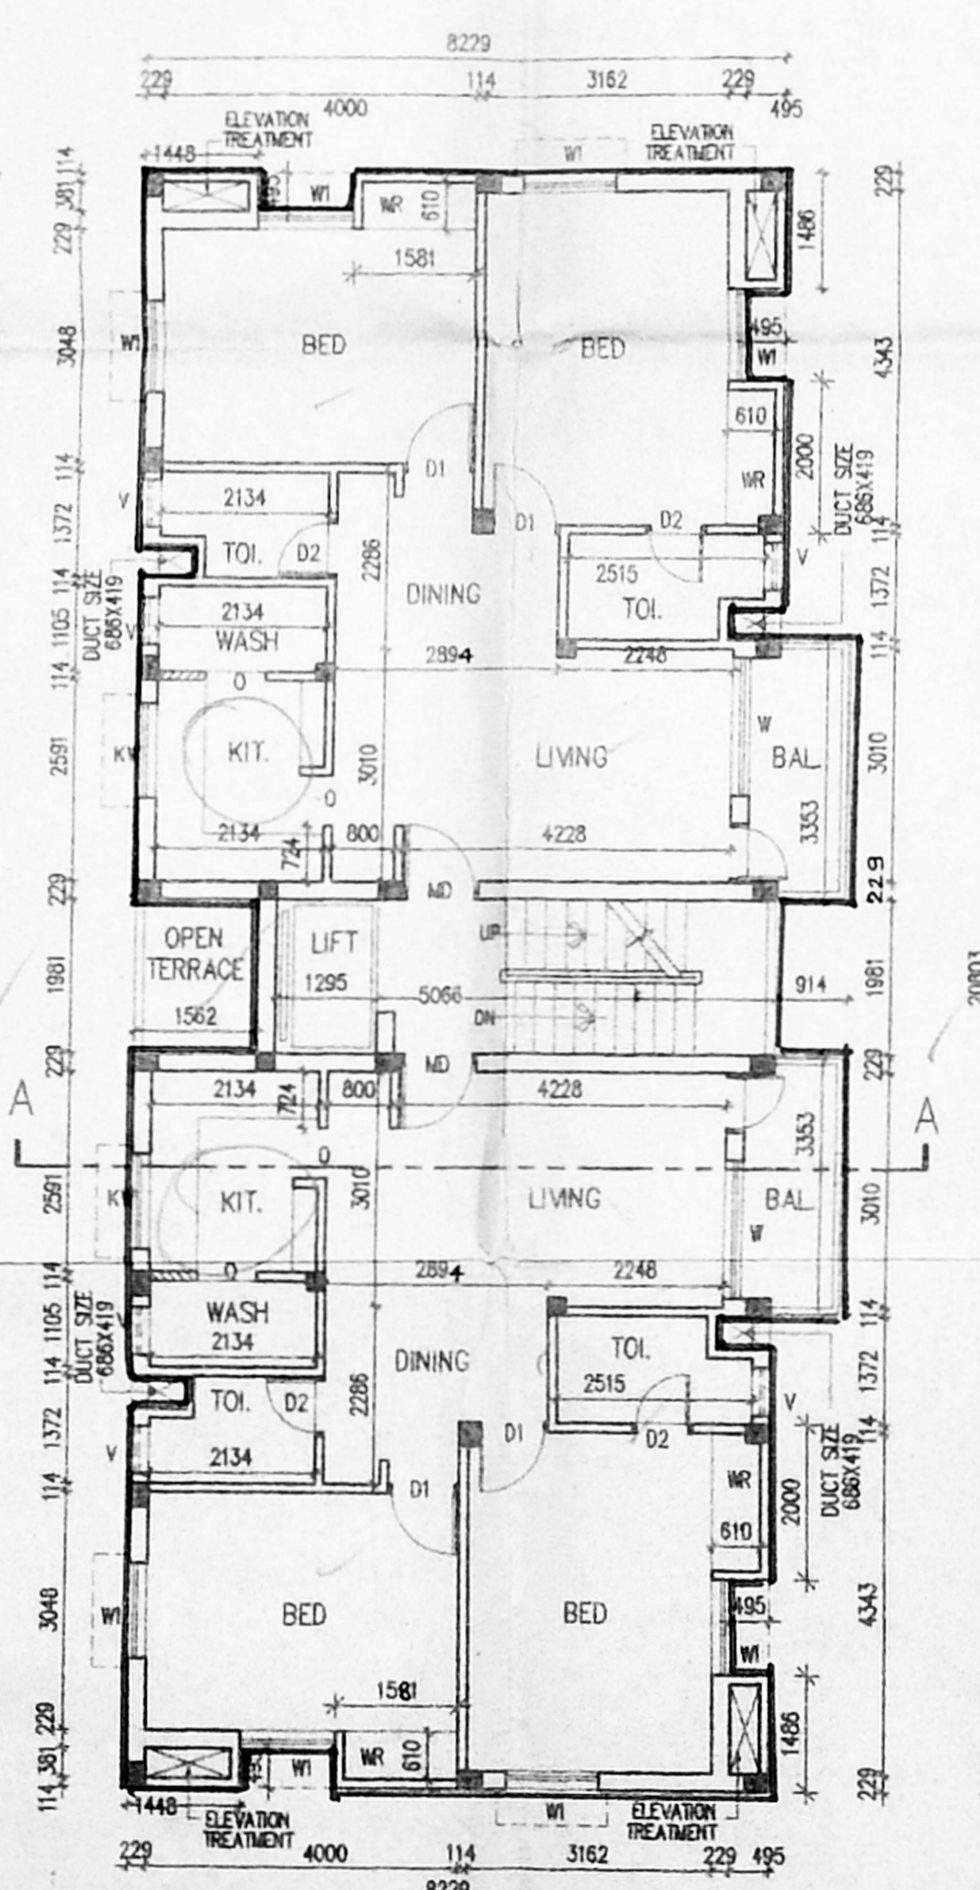 8229
229
114
3162
229
4000
495
ELEVATION
TREATMENT
ELEVATION
TREATMENT
114
1448
W1
381
495
W1
WR
610
229
1486
229
1581
3048
W1
BED
BED
495
W1
4343
610
2000
WR
DUCT SIZE
686X419
114
D1
V
2134
D1
D2
114
1372
TOI.
D2
2286
2515
V
1372
114
DUCT SIZE
686X419
DINING
TOI.
1105
V
2134
WASH
114
2894
2248
114
O
W
2591
KW
KIT.
3010
LIVING
BAL.
3010
O
3353
2134
724
800
4228
229
MD
229
OPEN
TERRACE
LIFT
UP
1981
1295
5066
914
1981
20803
1562
DN
229
MD
229
A
2134
724
800
4228
A
O
3353
2591
KW
KIT.
3010
LIVING
BAL.
3010
W
114
O
2894
2248
DUCT SIZE
686X419
1105
V
WASH
2134
114
114
DINING
TOI.
1372
114
TOI.
D2
2286
2515
V
1372
V
2134
D1
D2
114
114
D1
WR
DUCT SIZE
686X419
2000
610
3048
W1
BED
BED
495
4343
W1
1581
229
1486
381
495
W1
WR
610
114
1448
W1
229
ELEVATION
TREATMENT
ELEVATION
TREATMENT
229
4000
114
3162
229
495
8229